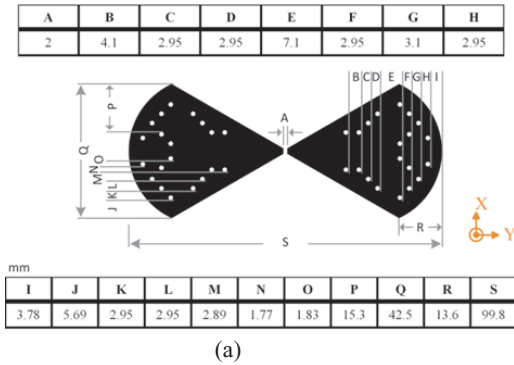 A B C D E F G H
2 4.1 2.95 2.95 7.1 2.95 3.1 2.95
A
B C D E F G H I
P
Q
O
N
M
L
K
J
R
S
X
Y
mm
I J K L M N O P Q R S
3.78 5.69 2.95 2.95 2.89 1.77 1.83 15.3 42.5 13.6 99.8
(a)